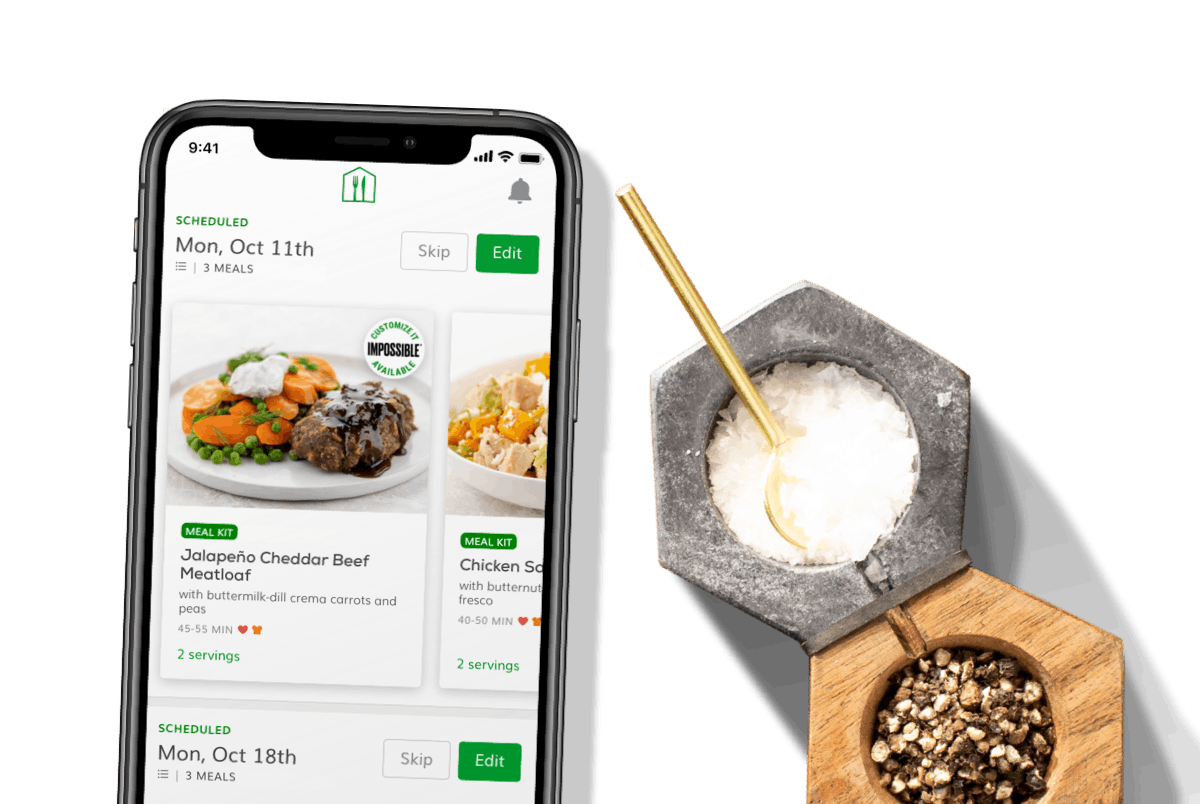 9:41
SCHEDULED
Mon, Oct 11th
3 MEALS
Skip
Edit
CUSTOMIZE IT
IMPOSSIBLE
AVAILABLE
MEAL KIT
Jalapeño Cheddar Beef
Meatloaf
with buttermilk-dill crema carrots and
peas
45-55 MIN
2 servings
MEAL KIT
Chicken
with butternut
fresco
40-50 MIN
2 servings
SCHEDULED
Mon, Oct 18th
3 MEALS
Skip
Edit